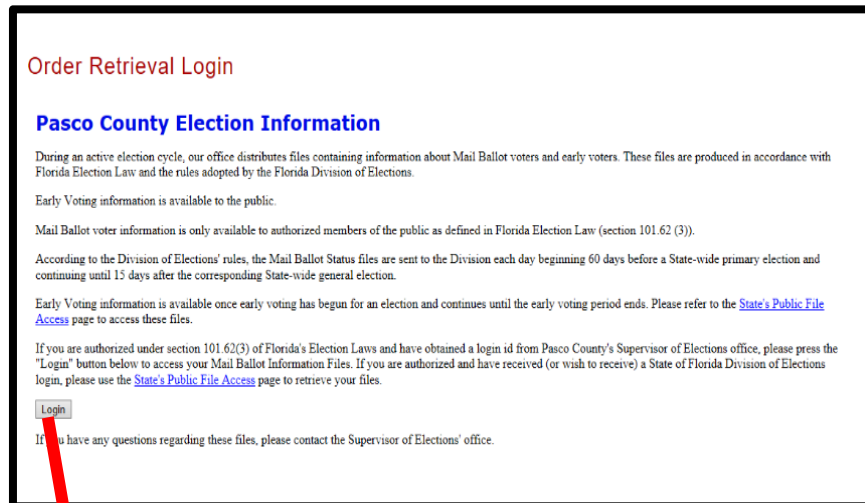 Order Retrieval Login
Pasco County Election Information
During an active election cycle, our office distributes files containing information about Mail Ballot voters and early voters. These files are produced in accordance with
Florida Election Law and the rules adopted by the Florida Division of Elections.
Early Voting information is available to the public.
Mail Ballot voter information is only available to authorized members of the public as defined in Florida Election Law (section 101.62 (3)).
According to the Division of Elections' rules, the Mail Ballot Status files are sent to the Division each day beginning 60 days before a State-wide primary election and
continuing until 15 days after the corresponding State-wide general election.
Early Voting information is available once early voting has begun for an election and continues until the early voting period ends. Please refer to the State's Public File
Access page to access these files.
If you are authorized under section 101.62(3) of Florida's Election Laws and have obtained a login id from Pasco County's Supervisor of Elections office, please press the
"Login" button below to access your Mail Ballot Information Files. If you are authorized and have received (or wish to receive) a State of Florida Division of Elections
login, please use the State's Public File Access page to retrieve your files.
Login
If you have any questions regarding these files, please contact the Supervisor of Elections' office.